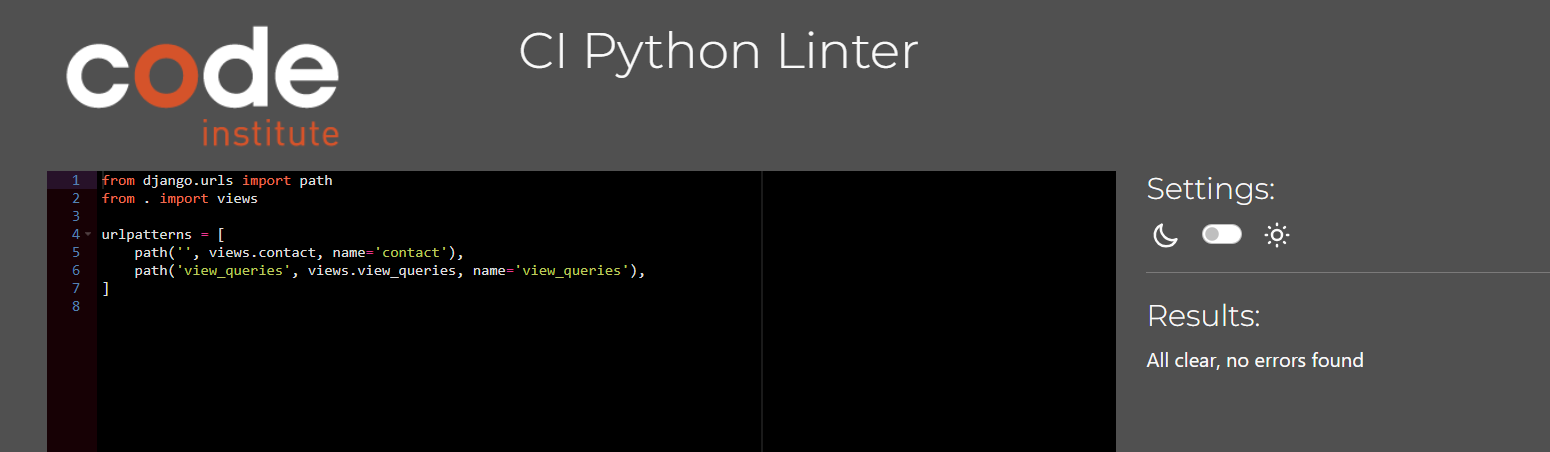 code
institute
CI Python Linter
1 from django.urls import path
2 from . import views
3
4 urlpatterns = [
5     path('', views.contact, name='contact'),
6     path('view_queries', views.view_queries, name='view_queries'),
7 ]
8
Settings:
Results:
All clear, no errors found